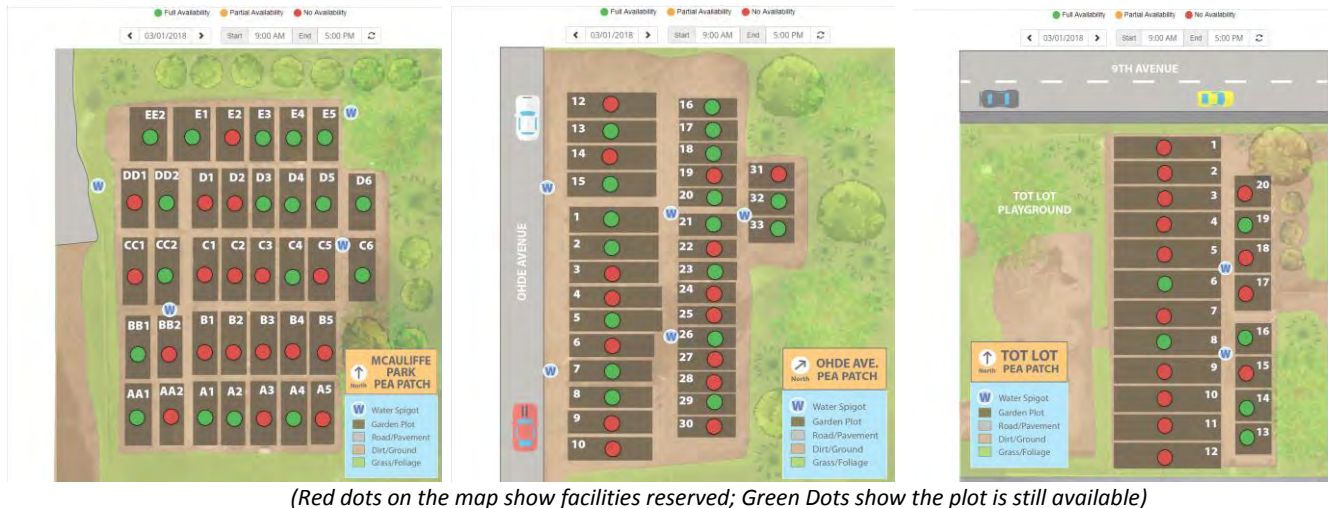 Full Availability Partial Availability No Availability
03/01/2018 Start 9:00 AM End 5:00 PM
EE2 E1 E2 E3 E4 E5
W
DD1 DD2 D1 D2 D3 D4 D5 D6
W
CC1 CC2 C1 C2 C3 C4 C5 W C6
W
BB1 BB2 B1 B2 B3 B4 B5
AA1 AA2 A1 A2 A3 A4 A5
North
MCAULIFFE
PARK
PEA PATCH
W Water Spigot
Garden Plot
Road/Pavement
Dirt/Ground
Grass/Foliage
Full Availability Partial Availability No Availability
03/01/2018 Start 9:00 AM End 5:00 PM
OHDE AVENUE
12
13
14
15
W
1
2
3
4
5
6
7
W
8
9
10
16
17
18
19
20
W
21
22
23
24
25
26
W
27
28
29
30
31
32
33
W
North
OHDE AVE.
PEA PATCH
W Water Spigot
Garden Plot
Road/Pavement
Dirt/Ground
Grass/Foliage
Full Availability Partial Availability No Availability
03/01/2018 Start 9:00 AM End 5:00 PM
9TH AVENUE
TOT LOT
PLAYGROUND
1
2
3
4
5
6
7
8
9
10
11
12
20
19
18
W
17
16
W
15
14
13
North
TOT LOT
PEA PATCH
W Water Spigot
Garden Plot
Road/Pavement
Dirt/Ground
Grass/Foliage
(Red dots on the map show facilities reserved; Green Dots show the plot is still available)